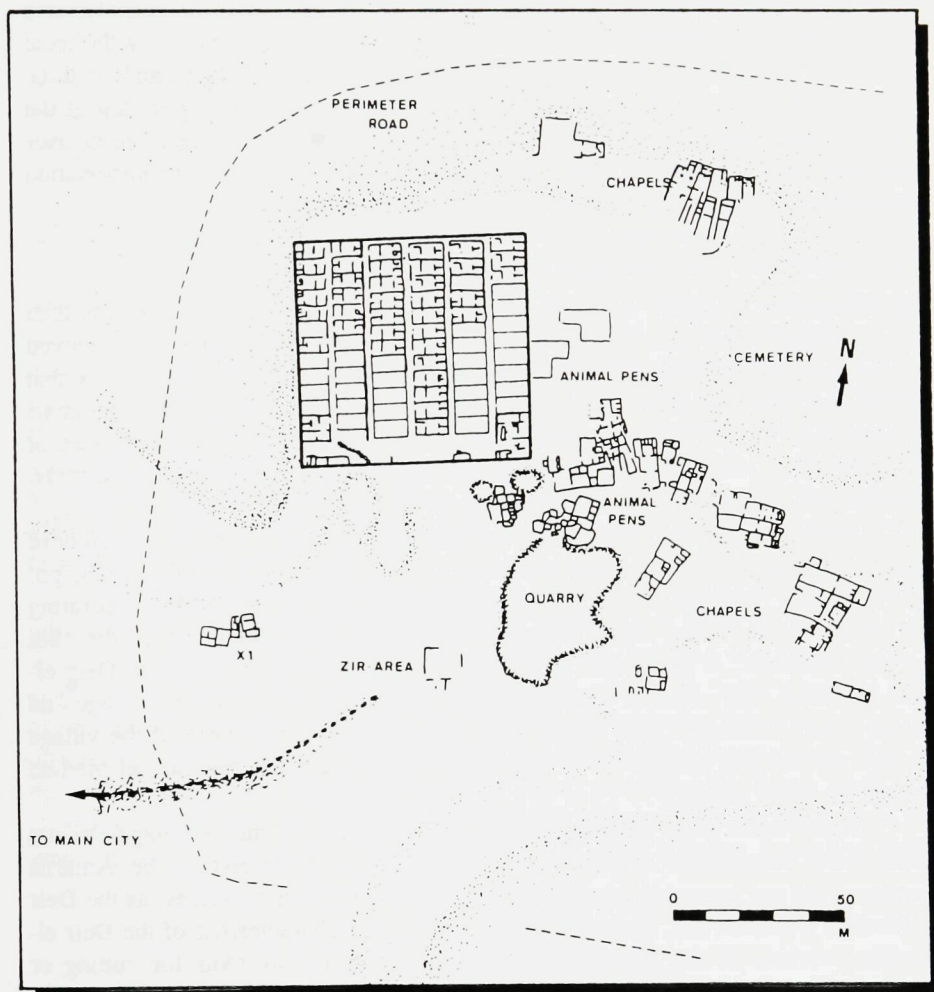 PERIMETER
ROAD
CHAPELS
CEMETERY
N
ANIMAL PENS
ANIMAL
PENS
QUARRY
CHAPELS
X1
ZIR AREA
TO MAIN CITY
0 50
M